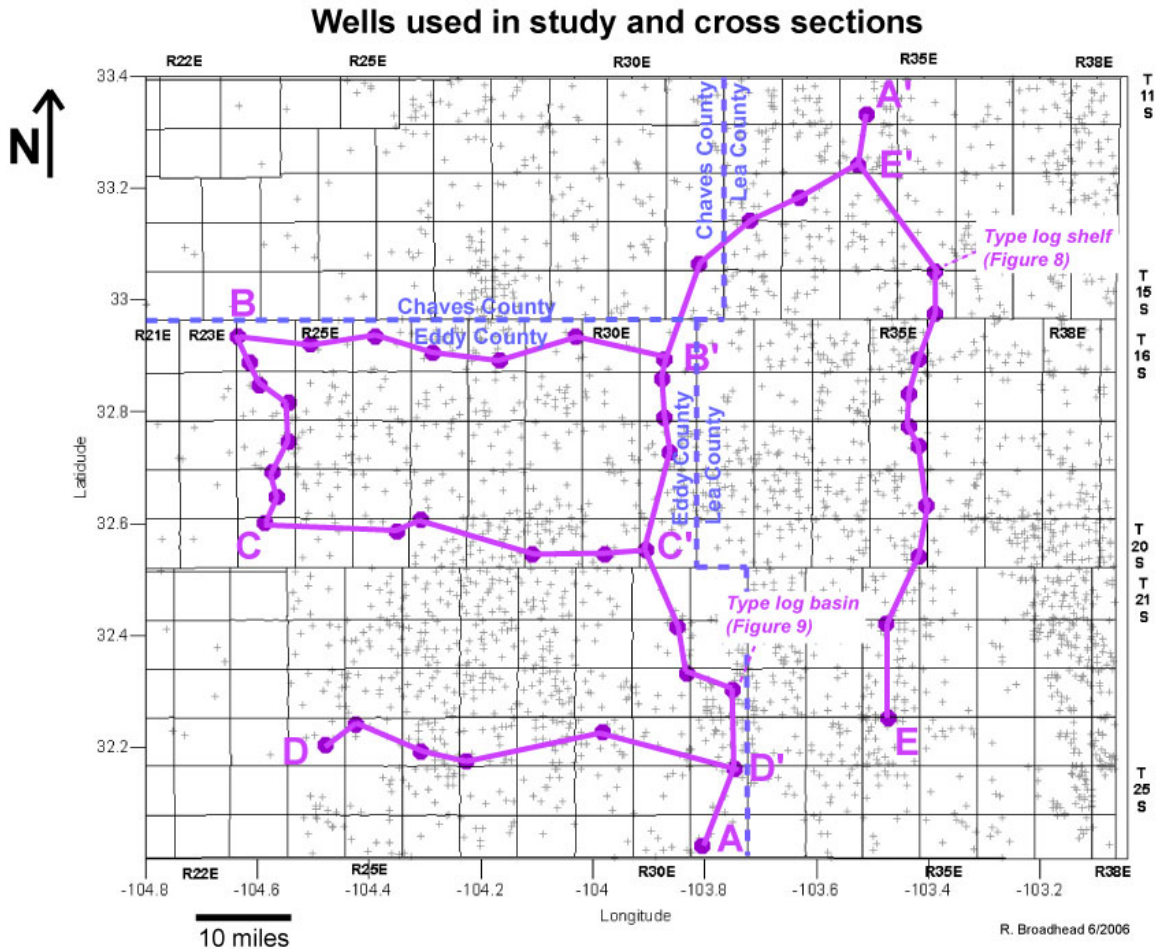 Wells used in study and cross sections
R22E R25E R30E R35E R38E
33.4
T
11
S
N
A'
Chaves County
Lea County
E'
33.2
Type log shelf
(Figure 8)
33
T
15
S
B
Chaves County
R21E R23E R25E Eddy County R30E R35E R38E
T
16
S
B'
32.8
Latidude
Eddy County
Lea County
32.6
C
C'
T
20
S
T
21
S
Type log basin
(Figure 9)
32.4
D
32.2
D'
E
T
25
S
A
R22E R25E R30E R35E R38E
-104.8 -104.6 -104.4 -104.2 -104 -103.8 -103.6 -103.4 -103.2
Longitude
10 miles
R. Broadhead 6/2006